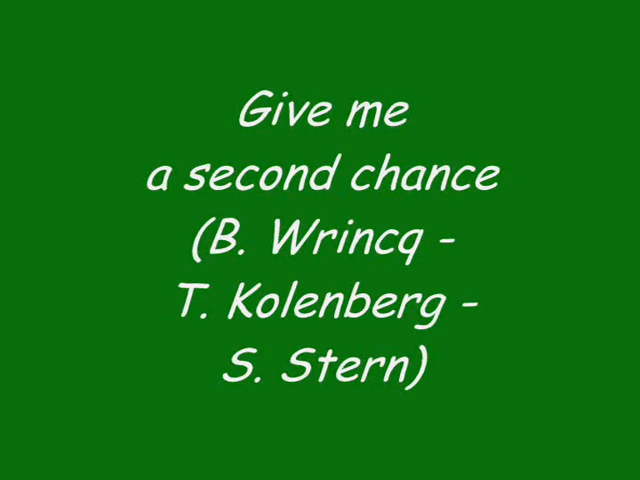 Give me
a second chance
(B. Wrincq -
T. Kolenberg -
S. Stern)